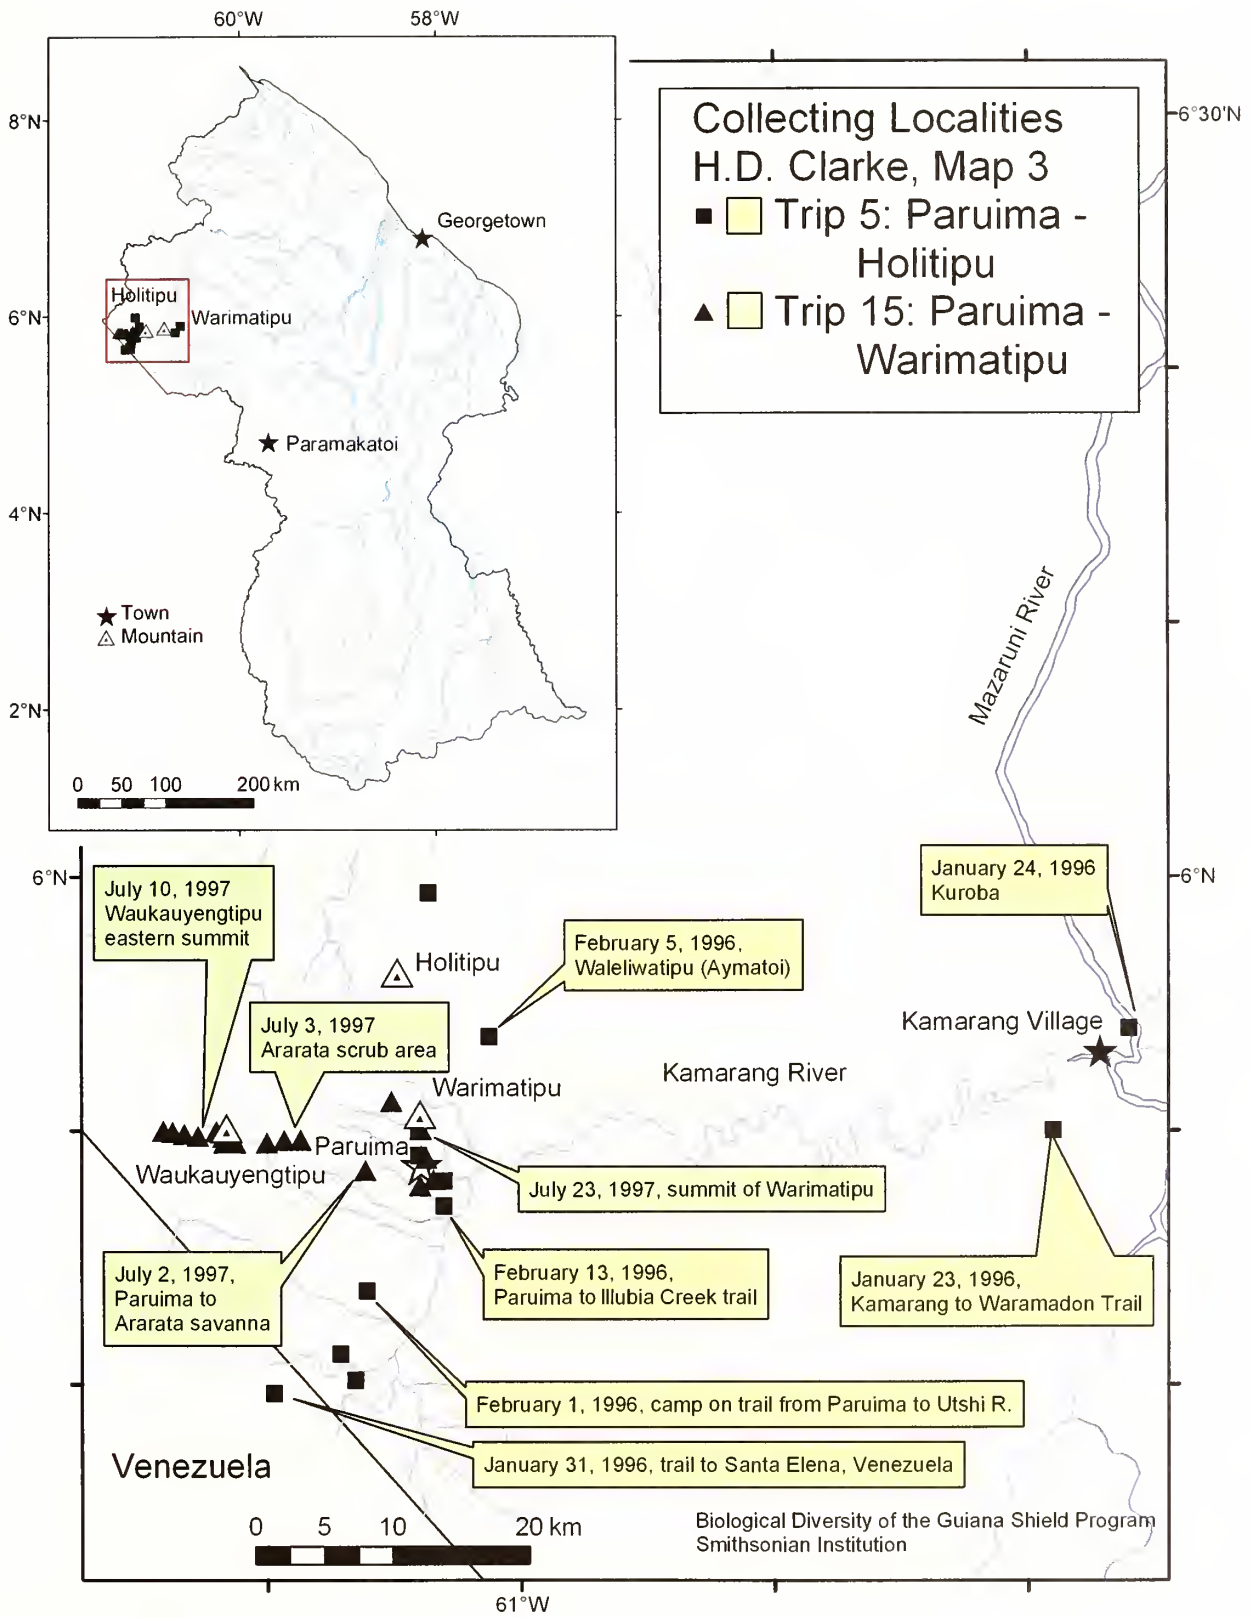 60°W
58°W
8°N
6°N
4°N
2°N
Georgetown
Holitipu
Warimatipu
Paramakatoi
Town
Mountain
0 50 100 200 km
Collecting Localities
H.D. Clarke, Map 3
Trip 5: Paruima -
Holitipu
Trip 15: Paruima -
Warimatipu
6°30'N
Mazaruni River
6°N
6°N
July 10, 1997
Waukauyengtipu
eastern summit
January 24, 1996
Kuroba
February 5, 1996,
Waleliwatipu (Aymatoi)
Holitipu
July 3, 1997
Ararata scrub area
Kamarang Village
Kamarang River
Warimatipu
Paruima
Waukauyengtipu
July 23, 1997, summit of Warimatipu
July 2, 1997,
Paruima to
Ararata savanna
February 13, 1996,
Paruima to Illubia Creek trail
January 23, 1996,
Kamarang to Waramadon Trail
February 1, 1996, camp on trail from Paruima to Utshi R.
January 31, 1996, trail to Santa Elena, Venezuela
Venezuela
0 5 10 20 km
Biological Diversity of the Guiana Shield Program
Smithsonian Institution
61°W